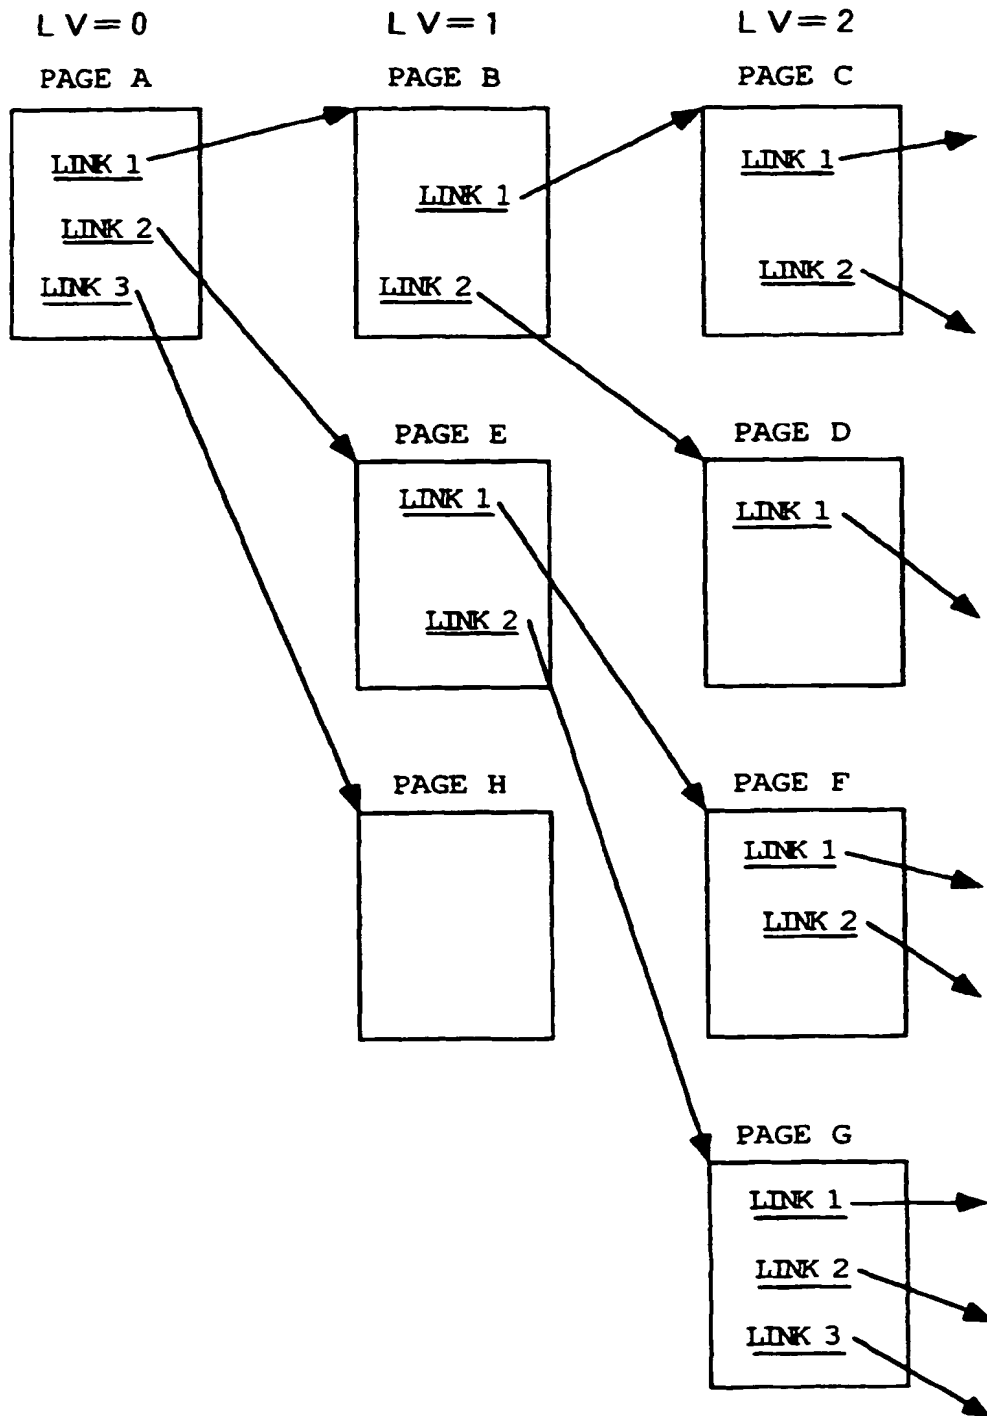 LV=0
PAGE A
LINK 1
LINK 2
LINK 3
LV=1
PAGE B
LINK 1
LINK 2
PAGE E
LINK 1
LINK 2
PAGE H
LV=2
PAGE C
LINK 1
LINK 2
PAGE D
LINK 1
PAGE F
LINK 1
LINK 2
PAGE G
LINK 1
LINK 2
LINK 3